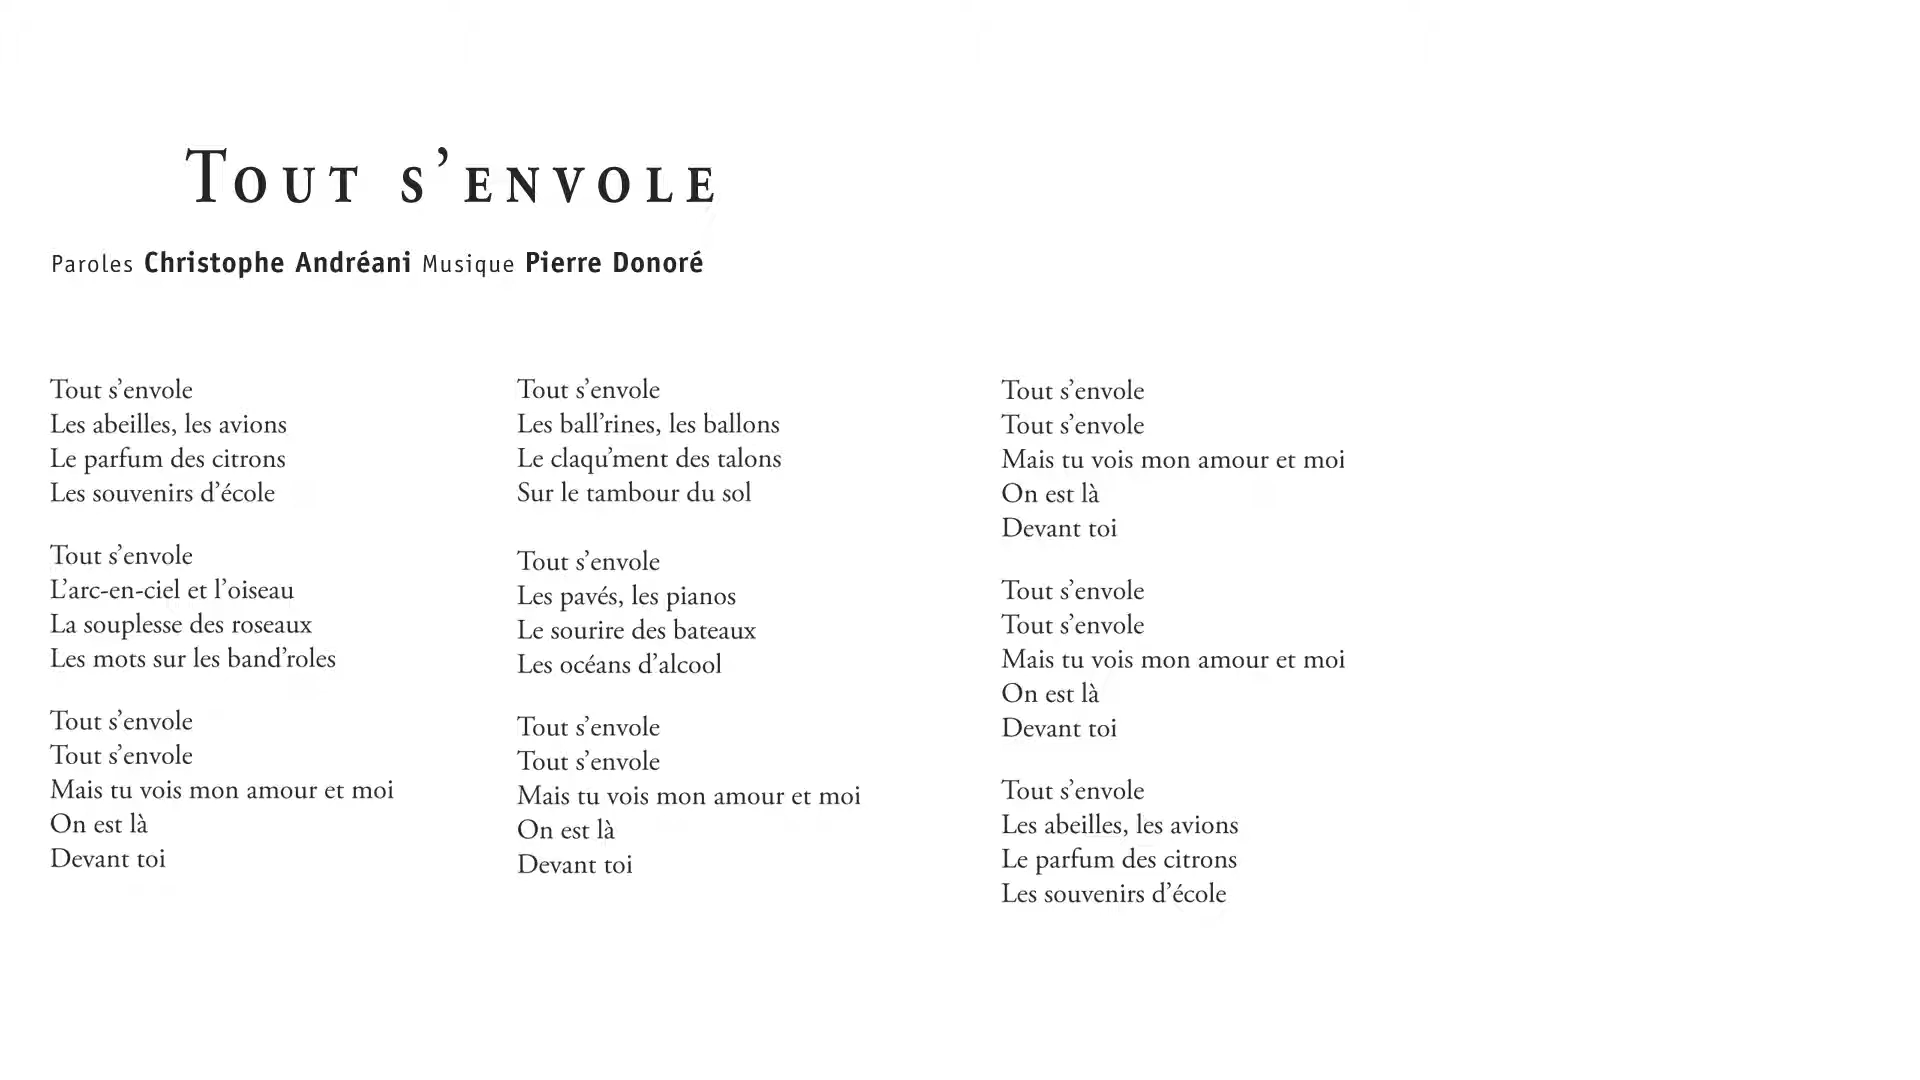 Tout s’envole
Paroles Christophe Andréani Musique Pierre Donoré
Tout s’envole
Les abeilles, les avions
Le parfum des citrons
Les souvenirs d’école
Tout s’envole
L’arc-en-ciel et l’oiseau
La souplesse des roseaux
Les mots sur les band’roles
Tout s’envole
Tout s’envole
Mais tu vois mon amour et moi
On est là
Devant toi
Tout s’envole
Les ball’rines, les ballons
Le claqu’ment des talons
Sur le tambour du sol
Tout s’envole
Les pavés, les pianos
Le sourire des bateaux
Les océans d’alcool
Tout s’envole
Tout s’envole
Mais tu vois mon amour et moi
On est là
Devant toi
Tout s’envole
Tout s’envole
Mais tu vois mon amour et moi
On est là
Devant toi
Tout s’envole
Tout s’envole
Mais tu vois mon amour et moi
On est là
Devant toi
Tout s’envole
Les abeilles, les avions
Le parfum des citrons
Les souvenirs d’école